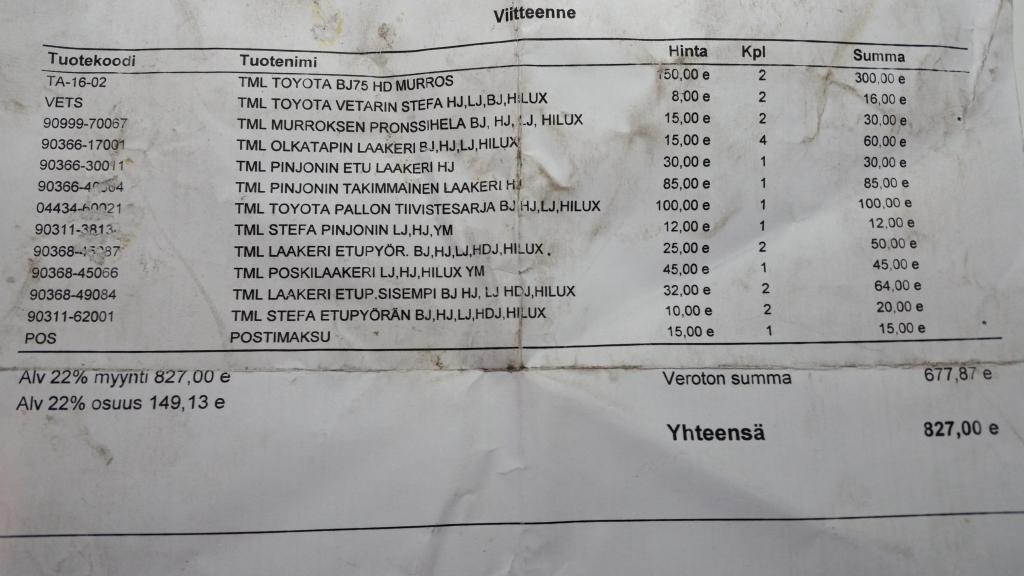 Viitteenne
Tuotekoodi Tuotenimi Hinta Kpl Summa
TA-16-02 TML TOYOTA BJ75 HD MURROS 150,00 e 2 300,00 e
VETS TML TOYOTA VETARIN STEFA HJ,LJ,BJ,HILUX 8,00 e 2 16,00 e
90999-70067 TML MURROKSEN PRONSSIHELA BJ, HJ, LJ, HILUX 15,00 e 2 30,00 e
90366-17001 TML OLKATAPIN LAAKERI BJ,HJ,LJ,HILUX 15,00 e 4 60,00 e
90366-30011 TML PINJONIN ETU LAAKERI HJ 30,00 e 1 30,00 e
TML PINJONIN TAKIMMAINEN LAAKERI HJ 85,00 e 1 85,00 e
TML TOYOTA PALLON TIIVISTESARJA BJ HJ,LJ,HILUX 100,00 e 1 100,00 e
TML STEFA PINJONIN LJ,HJ,YM 12,00 e 1 12,00 e
TML LAAKERI ETUPYÖR. BJ,HJ,LJ,HDJ,HILUX 25,00 e 2 50,00 e
90368-45066 TML POSKILAAKERI LJ,HJ,HILUX YM 45,00 e 1 45,00 e
90368-49084 TML LAAKERI ETUP.SISEMPI BJ HJ, LJ HDJ,HILUX 32,00 e 2 64,00 e
90311-62001 TML STEFA ETUPYÖRÄN BJ,HJ,LJ,HDJ,HILUX 10,00 e 2 20,00 e
POS POSTIMAKSU 15,00 e 1 15,00 e
Alv 22% myynti 827,00 e Veroton summa 677,87 e
Alv 22% osuus 149,13 e
Yhteensä 827,00 e